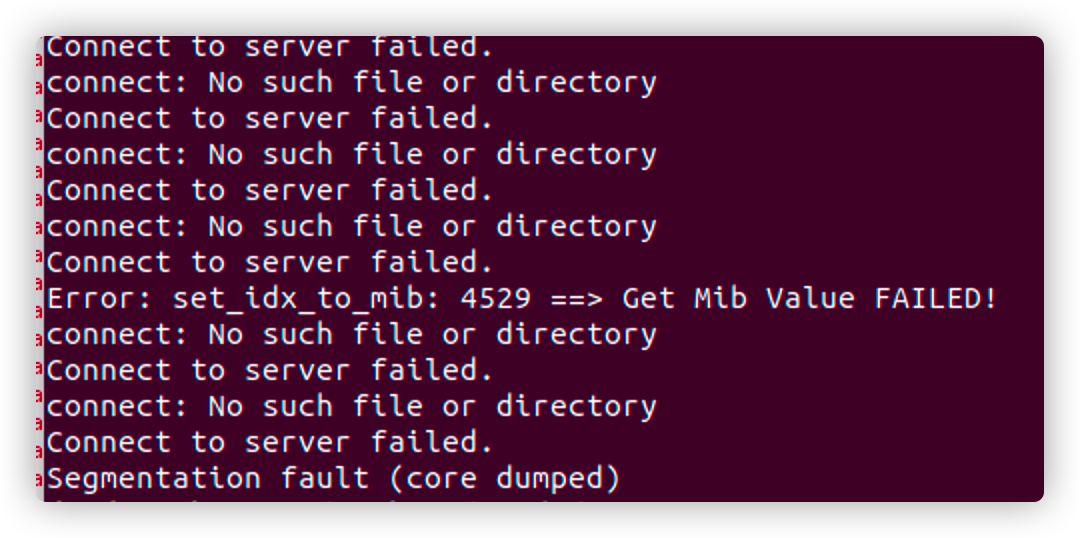 Connect to server failed.
connect: No such file or directory
Connect to server failed.
connect: No such file or directory
Connect to server failed.
connect: No such file or directory
Connect to server failed.
Error: set_idx_to_mib: 4529 ==> Get Mib Value FAILED!
connect: No such file or directory
Connect to server failed.
connect: No such file or directory
Connect to server failed.
Segmentation fault (core dumped)